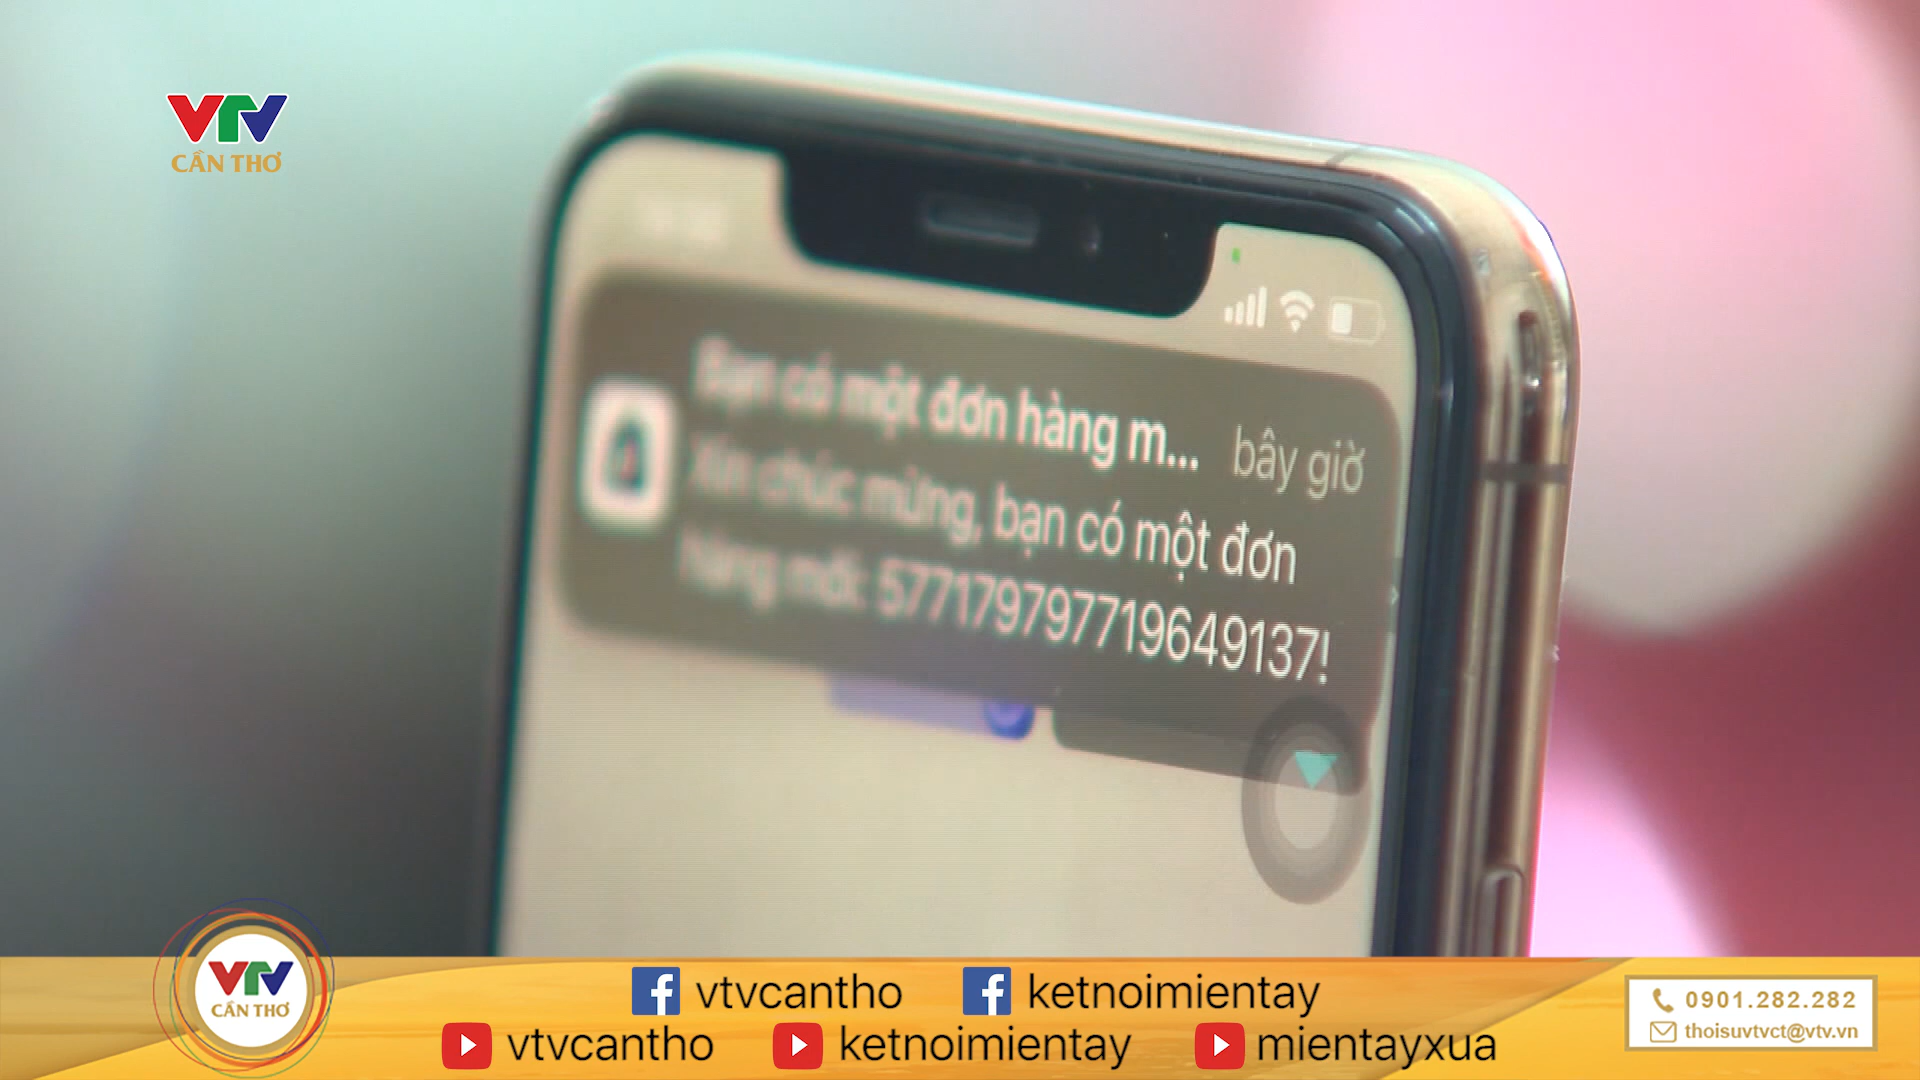 VTV
CẦN THƠ
Bạn có một đơn hàng m... bây giờ
Xin chúc mừng, bạn có một đơn
hàng mới: 577179797719649137!
VTV
CẦN THƠ
vtvcantho ketnoimientay
vtvcantho ketnoimientay mientayxua
0901.282.282
thoisuvtvct@vtv.vn